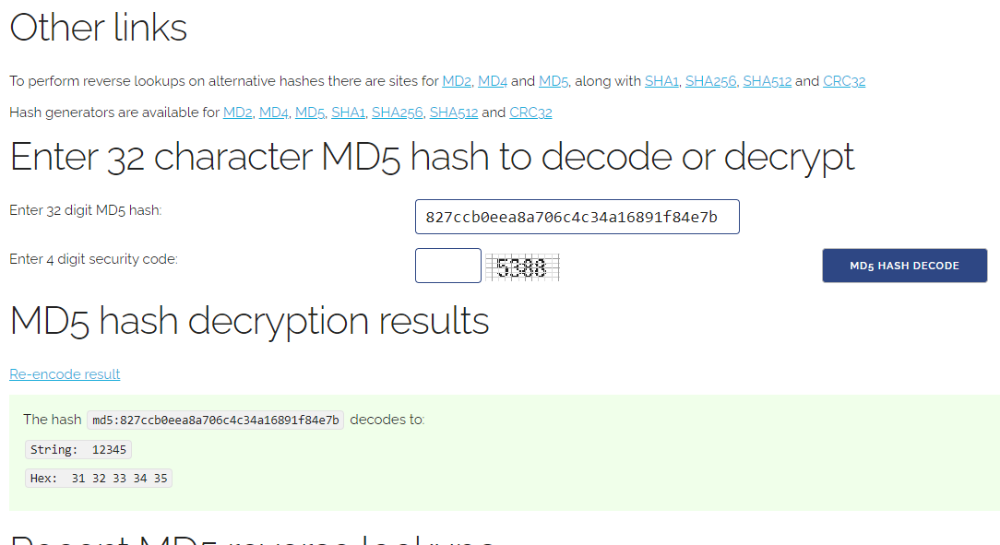 Other links
To perform reverse lookups on alternative hashes there are sites for MD2, MD4 and MD5, along with SHA1, SHA256, SHA512 and CRC32
Hash generators are available for MD2, MD4, MD5, SHA1, SHA256, SHA512 and CRC32
Enter 32 character MD5 hash to decode or decrypt
Enter 32 digit MD5 hash:
827ccb0eea8a706c4c34a16891f84e7b
Enter 4 digit security code:
5388
MD5 HASH DECODE
MD5 hash decryption results
Re-encode result
The hash md5:827ccb0eea8a706c4c34a16891f84e7b decodes to:
String: 12345
Hex: 31 32 33 34 35
Recent MD5 reverse lookups